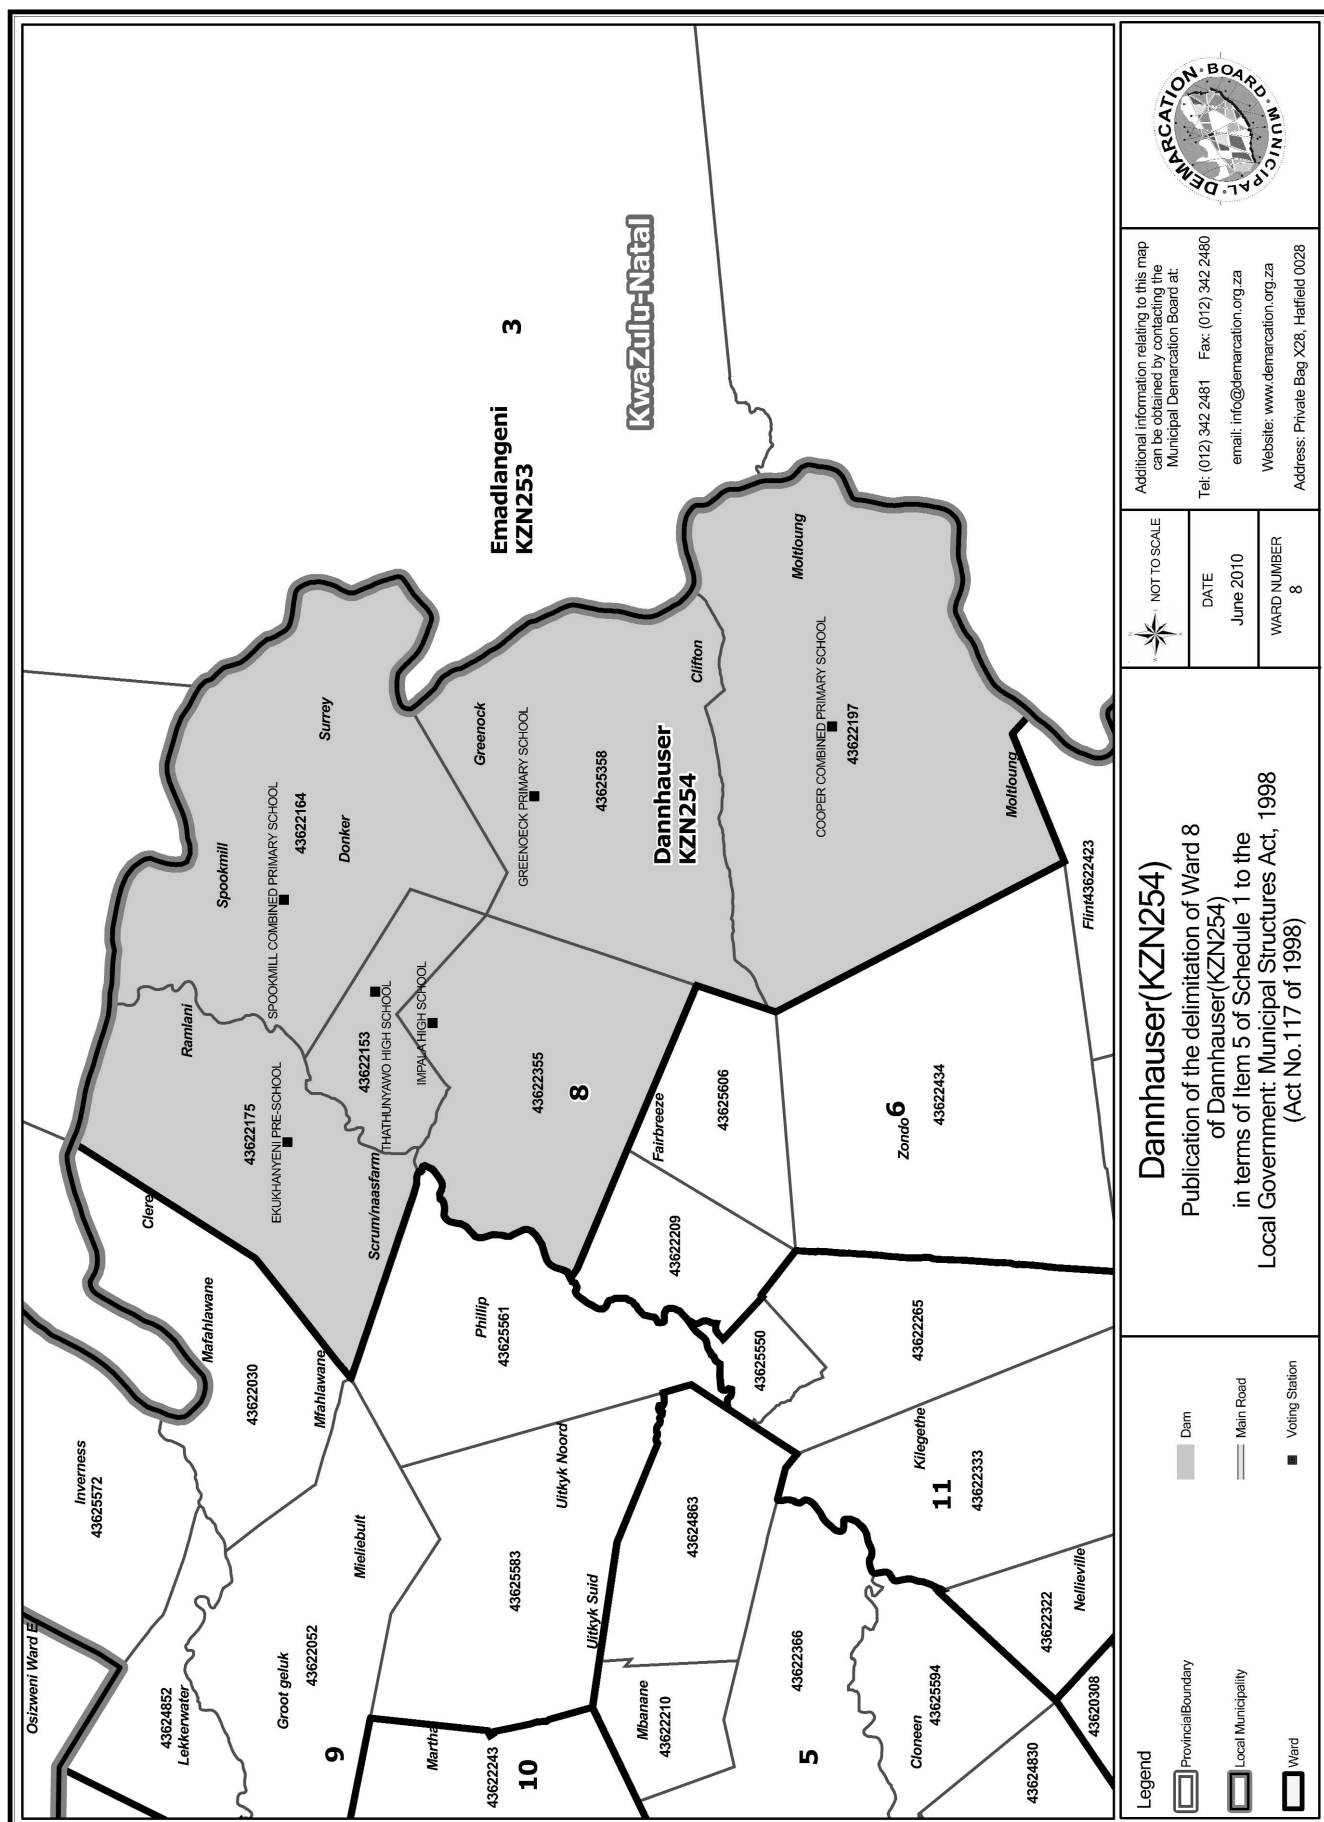 Osizweni Ward E
Inverness
43625572
43624852
Lekkerwater
Clere
Mafahlawane
43622030
Mfahlawane
Groot geluk
43622052
Mieliebult
9
Martha
43622243
10
43625583
Uitkyk Noord
Uitkyk Suid
Phillip
43625561
Ramlani
43622175
EKUKHANYENI PRE-SCHOOL
Spookmill
SPOOKMILL COMBINED PRIMARY SCHOOL
43622164
Surrey
Donker
43622153
THATHUNYAWO HIGH SCHOOL
Scrum/naasfarm
IMPALA HIGH SCHOOL
43622355
8
Greenock
GREENOECK PRIMARY SCHOOL
43625358
Emadlangeni
KZN253
3
KwaZulu-Natal
Dannhauser
KZN254
Clifton
Moltloung
COOPER COMBINED PRIMARY SCHOOL
43622197
Moltloung
Fairbreeze
43625606
43622209
43625550
Mbanane
43622210
43624863
43622366
5
Zondo
6
43622434
43622265
Kilegethe
11
43622333
Cloneen
43625594
43622322
Nellieville
43624830
43620308
Flint43622423
Legend
ProvincialBoundary
Local Municipality
Ward
Dam
Main Road
Voting Station
Dannhauser(KZN254)
Publication of the delimitation of Ward 8
of Dannhauser(KZN254)
in terms of Item 5 of Schedule 1 to the
Local Government: Municipal Structures Act, 1998
(Act No.117 of 1998)
NOT TO SCALE
DATE
June 2010
WARD NUMBER
8
Additional information relating to this map
can be obtained by contacting the
Municipal Demarcation Board at:
Tel: (012) 342 2481 Fax: (012) 342 2480
email: info@demarcation.org.za
Website: www.demarcation.org.za
Address: Private Bag X28, Hatfield 0028
MUNICIPAL · DEMARCATION · BOARD ·